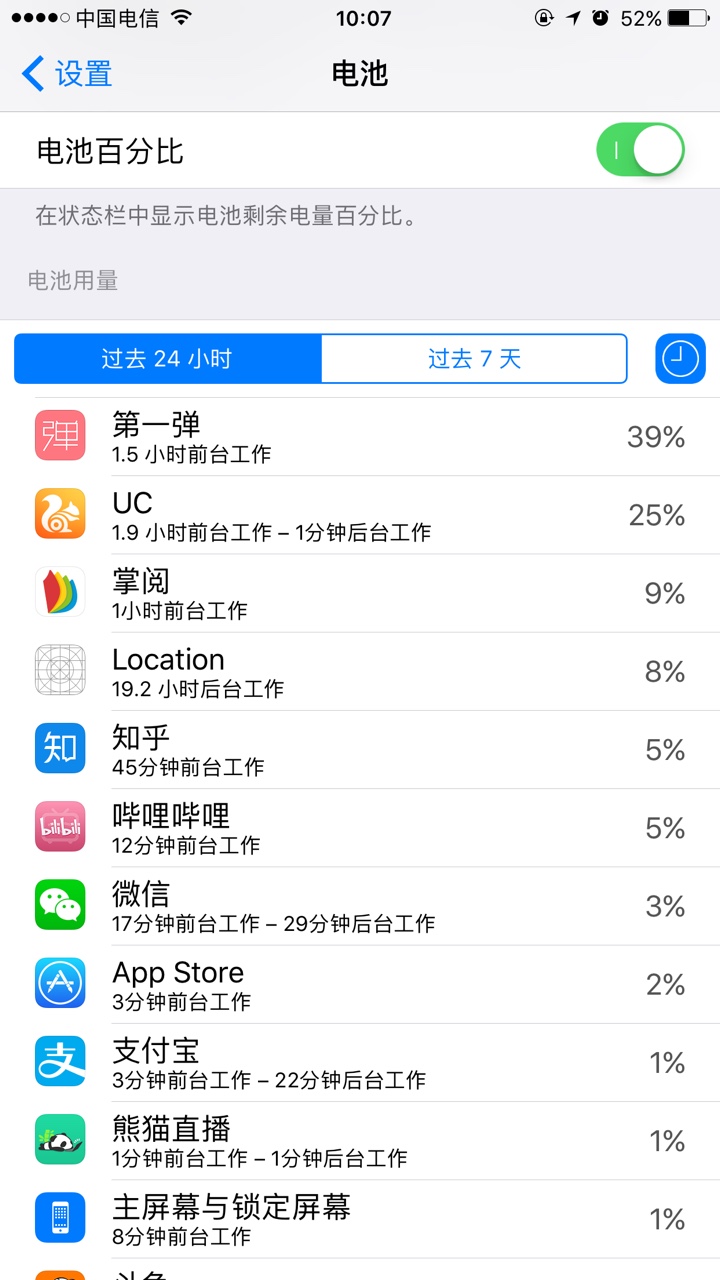 中国电信 10:07 52%
设置 电池
电池百分比
在状态栏中显示电池剩余电量百分比。
电池用量
过去 24 小时 过去 7 天
弹 第一弹 39%
1.5 小时前台工作
UC 25%
1.9 小时前台工作 – 1分钟后台工作
掌阅 9%
1小时前台工作
Location 8%
19.2 小时后台工作
知 知乎 5%
45分钟前台工作
bilibili 哔哩哔哩 5%
12分钟前台工作
微信 3%
17分钟前台工作 – 29分钟后台工作
App Store 2%
3分钟前台工作
支 支付宝 1%
3分钟前台工作 – 22分钟后台工作
熊猫直播 1%
1分钟前台工作 – 1分钟后台工作
主屏幕与锁定屏幕 1%
8分钟前台工作